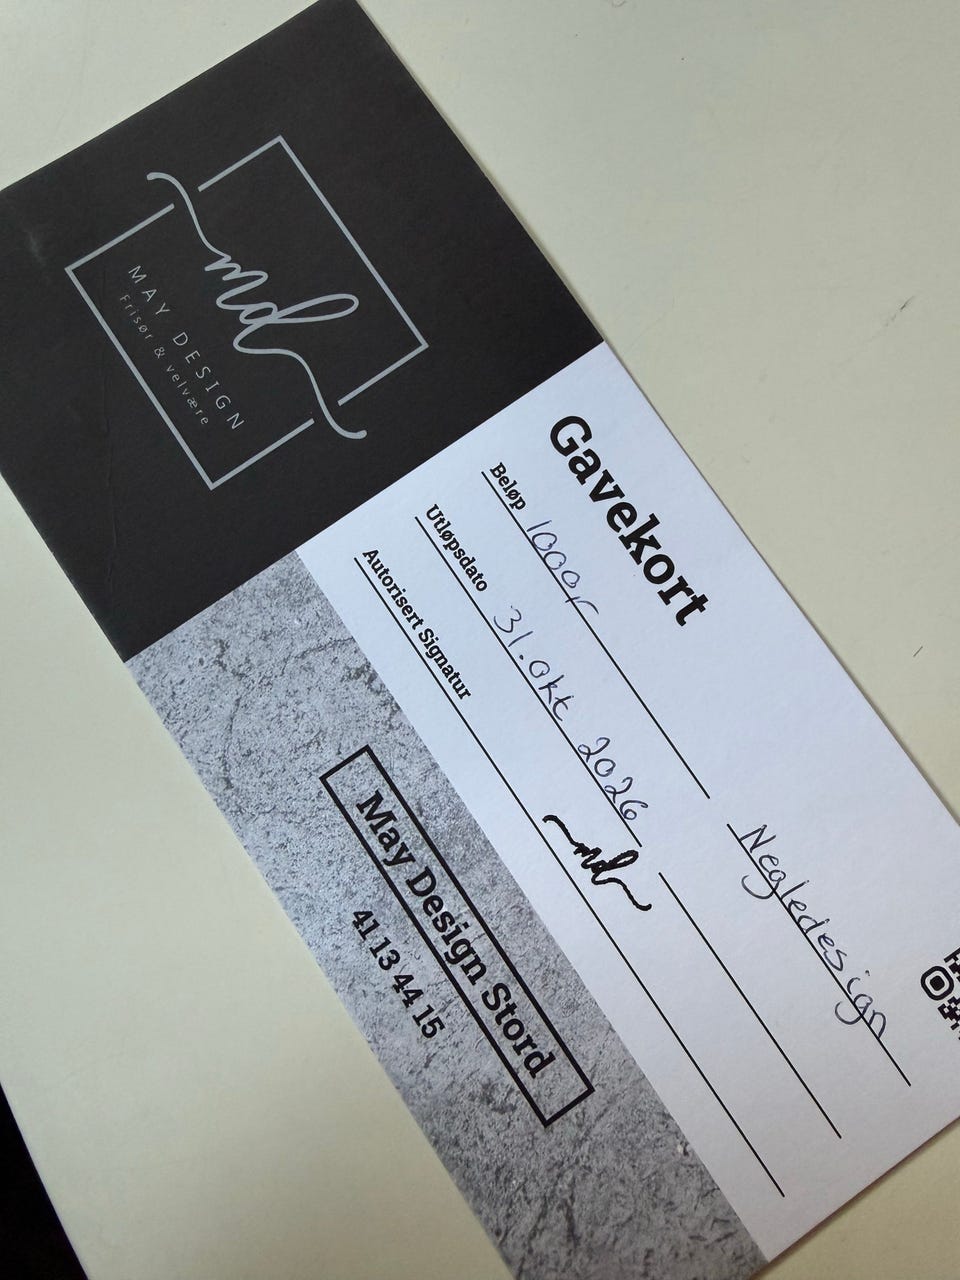 md
MAY DESIGN
Frisør & velvære
Gavekort
Beløp 1000,-
Negledesign
Utløpsdato 31. Okt 2026
Autorisert Signatur
md
May Design Stord
41 13 44 15